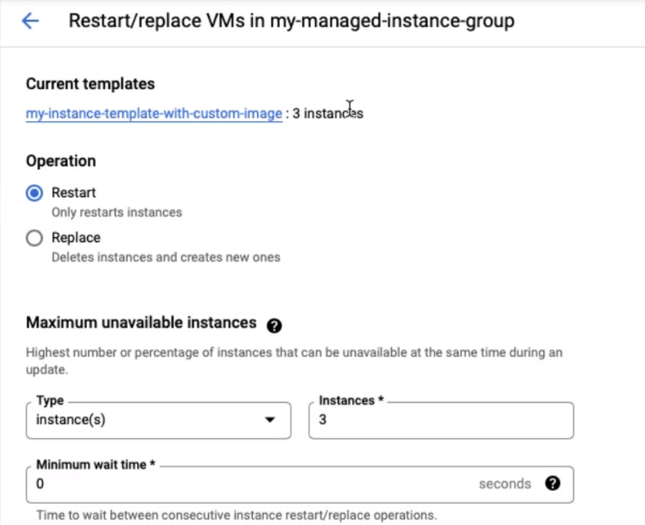 Restart/replace VMs in my-managed-instance-group
Current templates
my-instance-template-with-custom-image : 3 instances
Operation
Restart
Only restarts instances
Replace
Deletes instances and creates new ones
Maximum unavailable instances
Highest number or percentage of instances that can be unavailable at the same time during an
update.
Type
instance(s)
Instances *
3
Minimum wait time *
0 seconds
Time to wait between consecutive instance restart/replace operations.